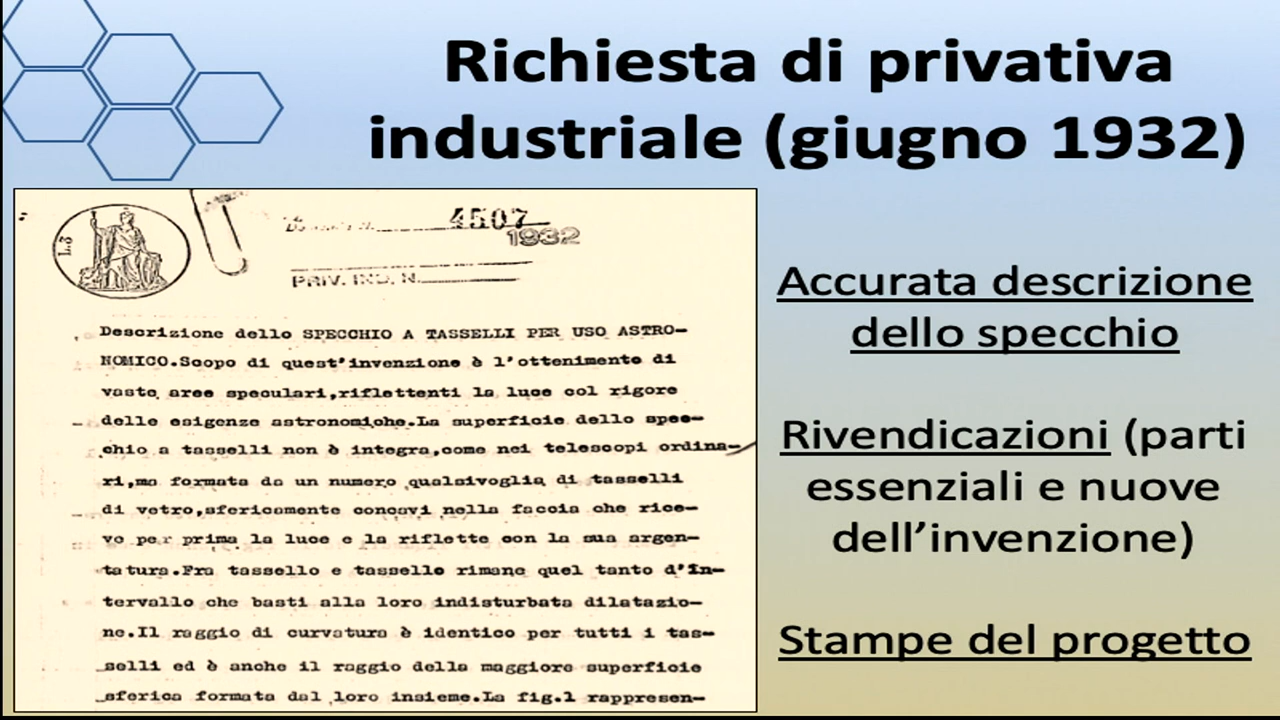 Richiesta di privativa
industriale (giugno 1932)
4507
1932
PRIV. IND. N.
Descrizione dello SPECCHIO A TASSELLI PER USO ASTRO-
NOMICO.Scopo di quest'invenzione è l'ottenimento di
vaste aree speculari,riflettenti la luce col rigore
delle esigenze astronomiche.La superficie dello spec-
chio a tasselli non è integra,come nei telescopi ordina-
ri,ma formata da un numero qualsivoglia di tasselli
di vetro,sfericamente concavi nella faccia che rice-
ve per prima la luce e la riflette con la sua argen-
tatura.Fra tassello e tassello rimane quel tanto d'in-
tervallo che basti alla loro indisturbata dilatazio-
ne.Il raggio di curvatura è identico per tutti i tas-
selli ed è anche il raggio della maggiore superficie
sferica formata dal loro insieme.La fig.1 rappresen-
Accurata descrizione
dello specchio
Rivendicazioni (parti
essenziali e nuove
dell'invenzione)
Stampe del progetto